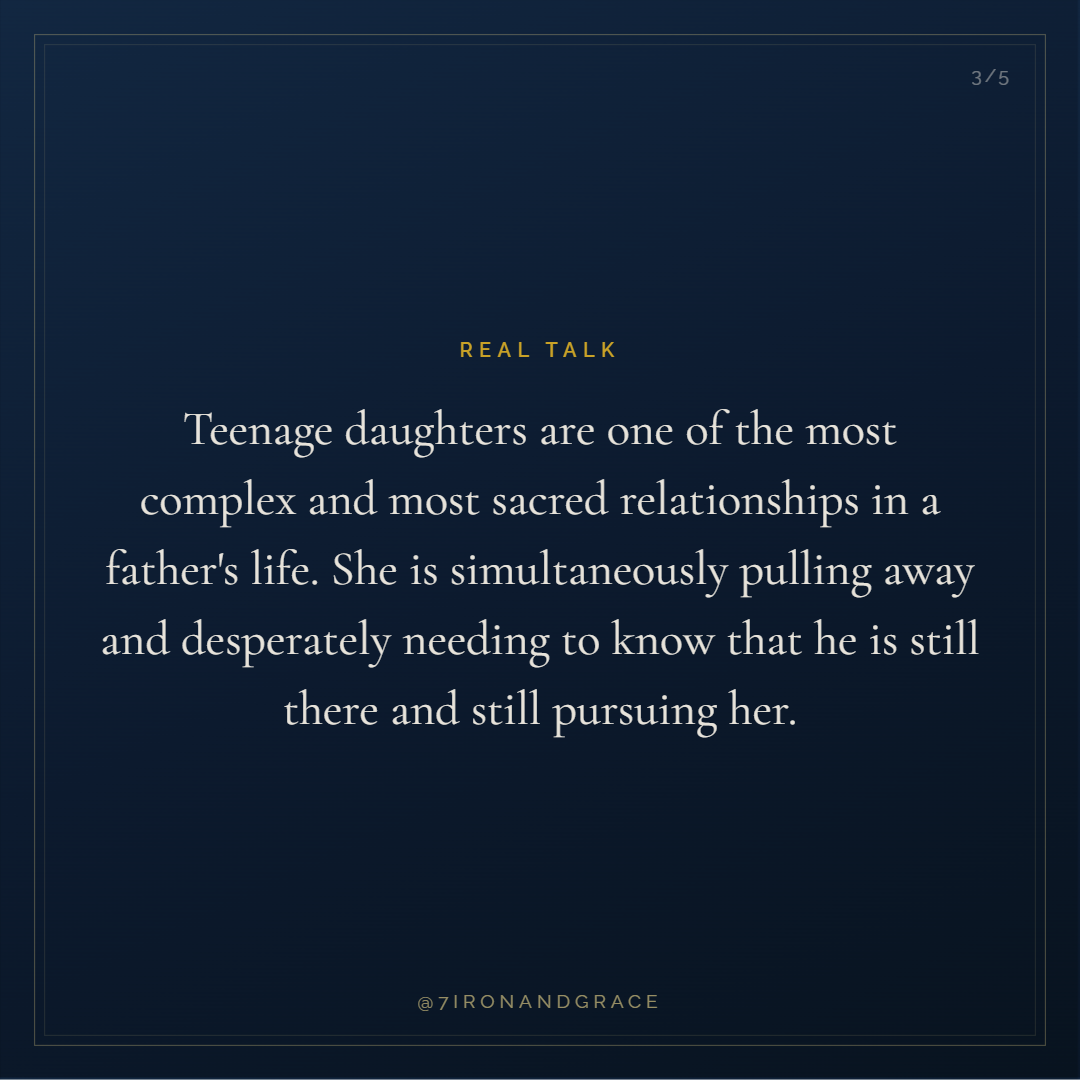 3/5
REAL TALK
Teenage daughters are one of the most
complex and most sacred relationships in a
father's life. She is simultaneously pulling away
and desperately needing to know that he is still
there and still pursuing her.
@7IRONANDGRACE